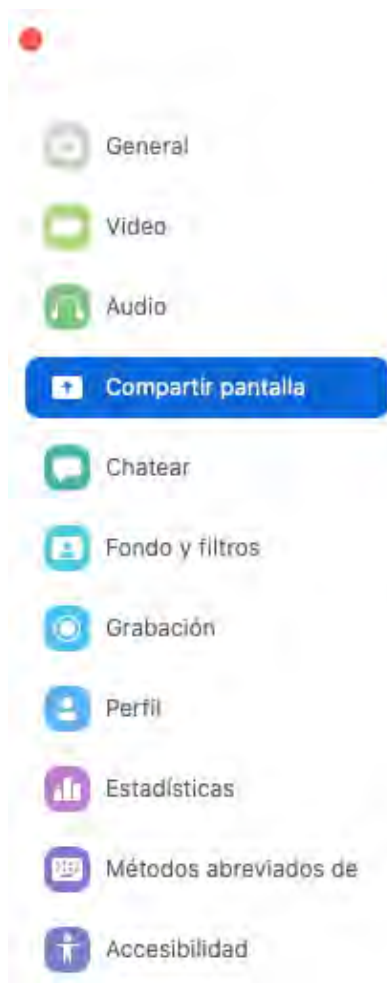 General
Video
Audio
Compartir pantalla
Chatear
Fondo y filtros
Grabación
Perfil
Estadísticas
Métodos abreviados de
Accesibilidad